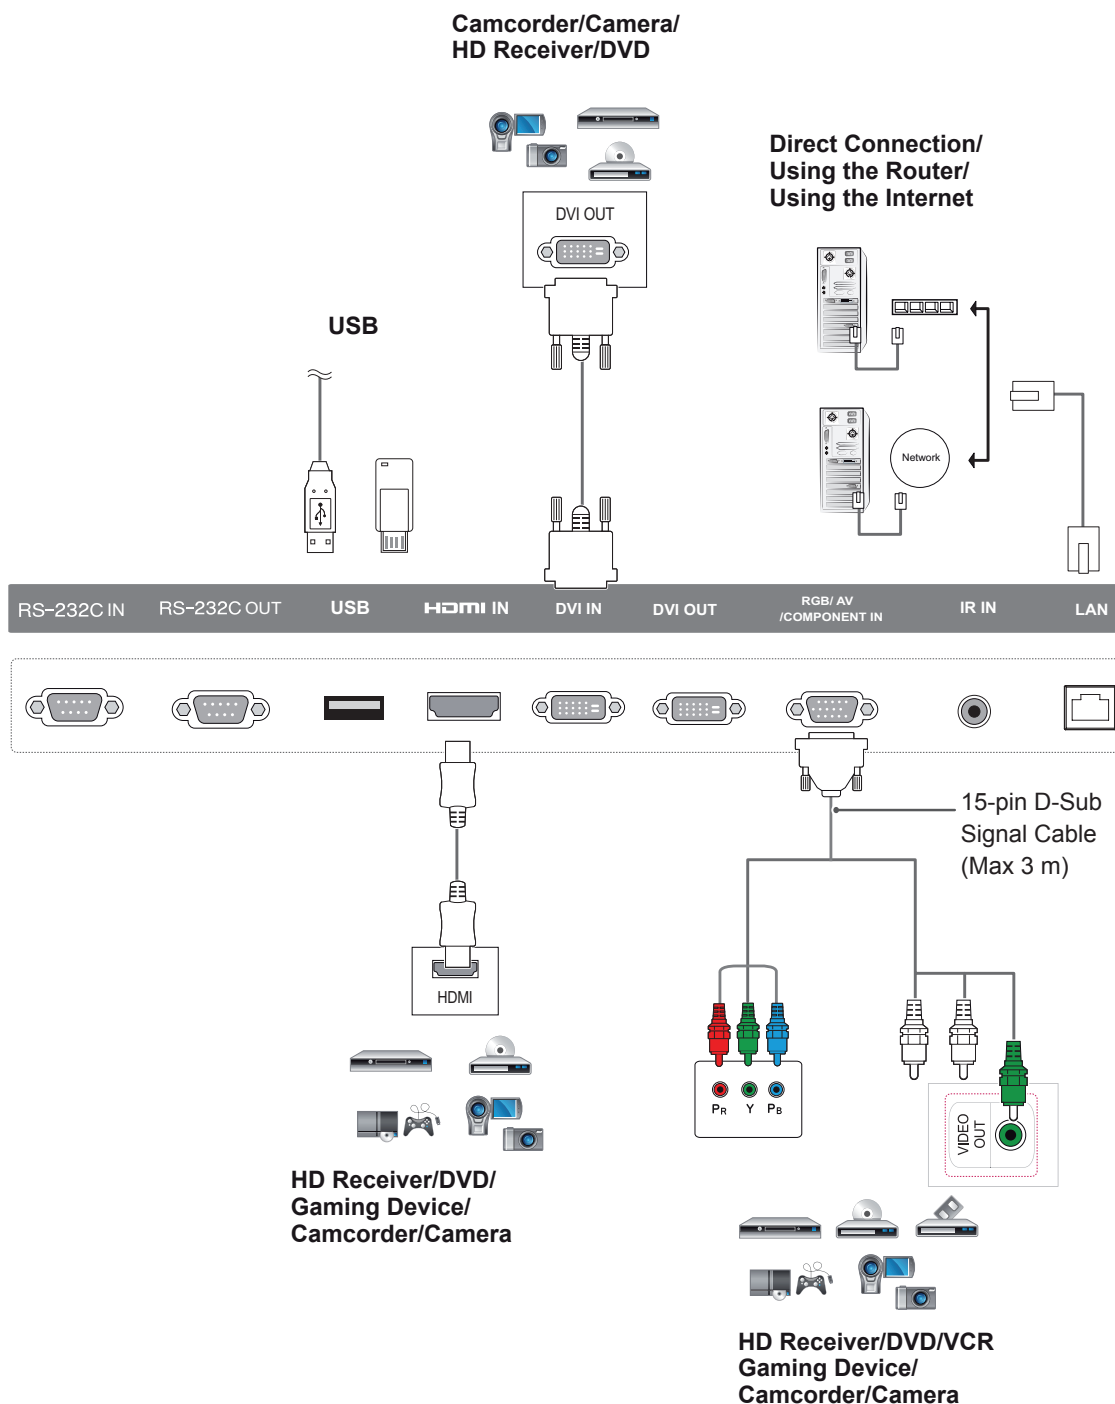 Camcorder/Camera/
HD Receiver/DVD
Direct Connection/
Using the Router/
Using the Internet
DVI OUT
USB
Network
RS-232C IN
RS-232C OUT
USB
HDMI IN
DVI IN
DVI OUT
RGB/ AV
/COMPONENT IN
IR IN
LAN
15-pin D-Sub
Signal Cable
(Max 3 m)
HDMI
PR
Y
PB
VIDEO
OUT
HD Receiver/DVD/
Gaming Device/
Camcorder/Camera
HD Receiver/DVD/VCR
Gaming Device/
Camcorder/Camera